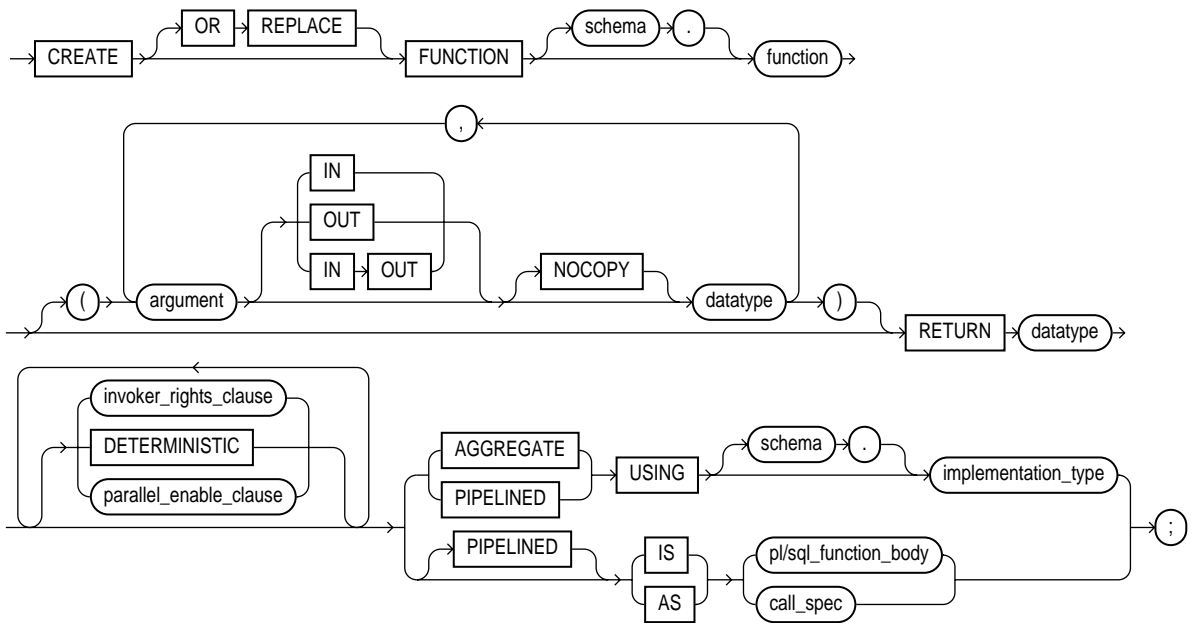 OR REPLACE schema .
CREATE FUNCTION function
,
IN
OUT
IN OUT NOCOPY
( argument datatype )
RETURN datatype
invoker_rights_clause
DETERMINISTIC
parallel_enable_clause
AGGREGATE
PIPELINED
USING
schema .
implementation_type
PIPELINED
IS
AS
pl/sql_function_body
call_spec
;